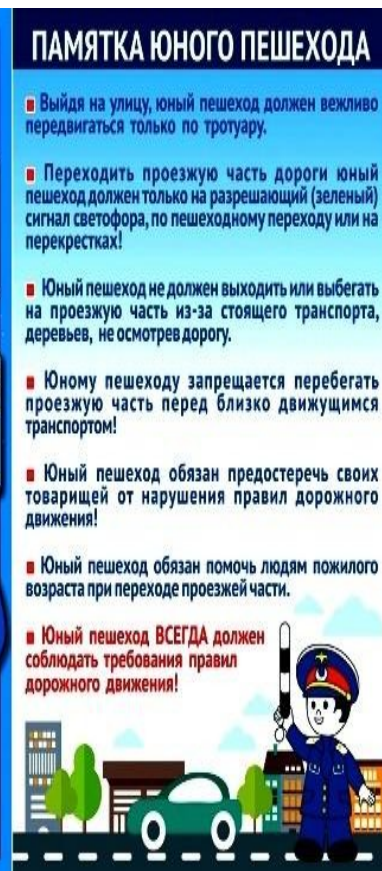 ПАМЯТКА ЮНОГО ПЕШЕХОДА
Выйдя на улицу, юный пешеход должен вежливо
передвигаться только по тротуару.
Переходить проезжую часть дороги юный
пешеход должен только на разрешающий (зеленый)
сигнал светофора, по пешеходному переходу или на
перекрестках!
Юный пешеход не должен выходить или выбегать
на проезжую часть из-за стоящего транспорта,
деревьев, не осмотрев дорогу.
Юному пешеходу запрещается перебегать
проезжую часть перед близко движущимся
транспортом!
Юный пешеход обязан предостеречь своих
товарищей от нарушения правил дорожного
движения!
Юный пешеход обязан помочь людям пожилого
возраста при переходе проезжей части.
Юный пешеход ВСЕГДА должен
соблюдать требования правил
дорожного движения!